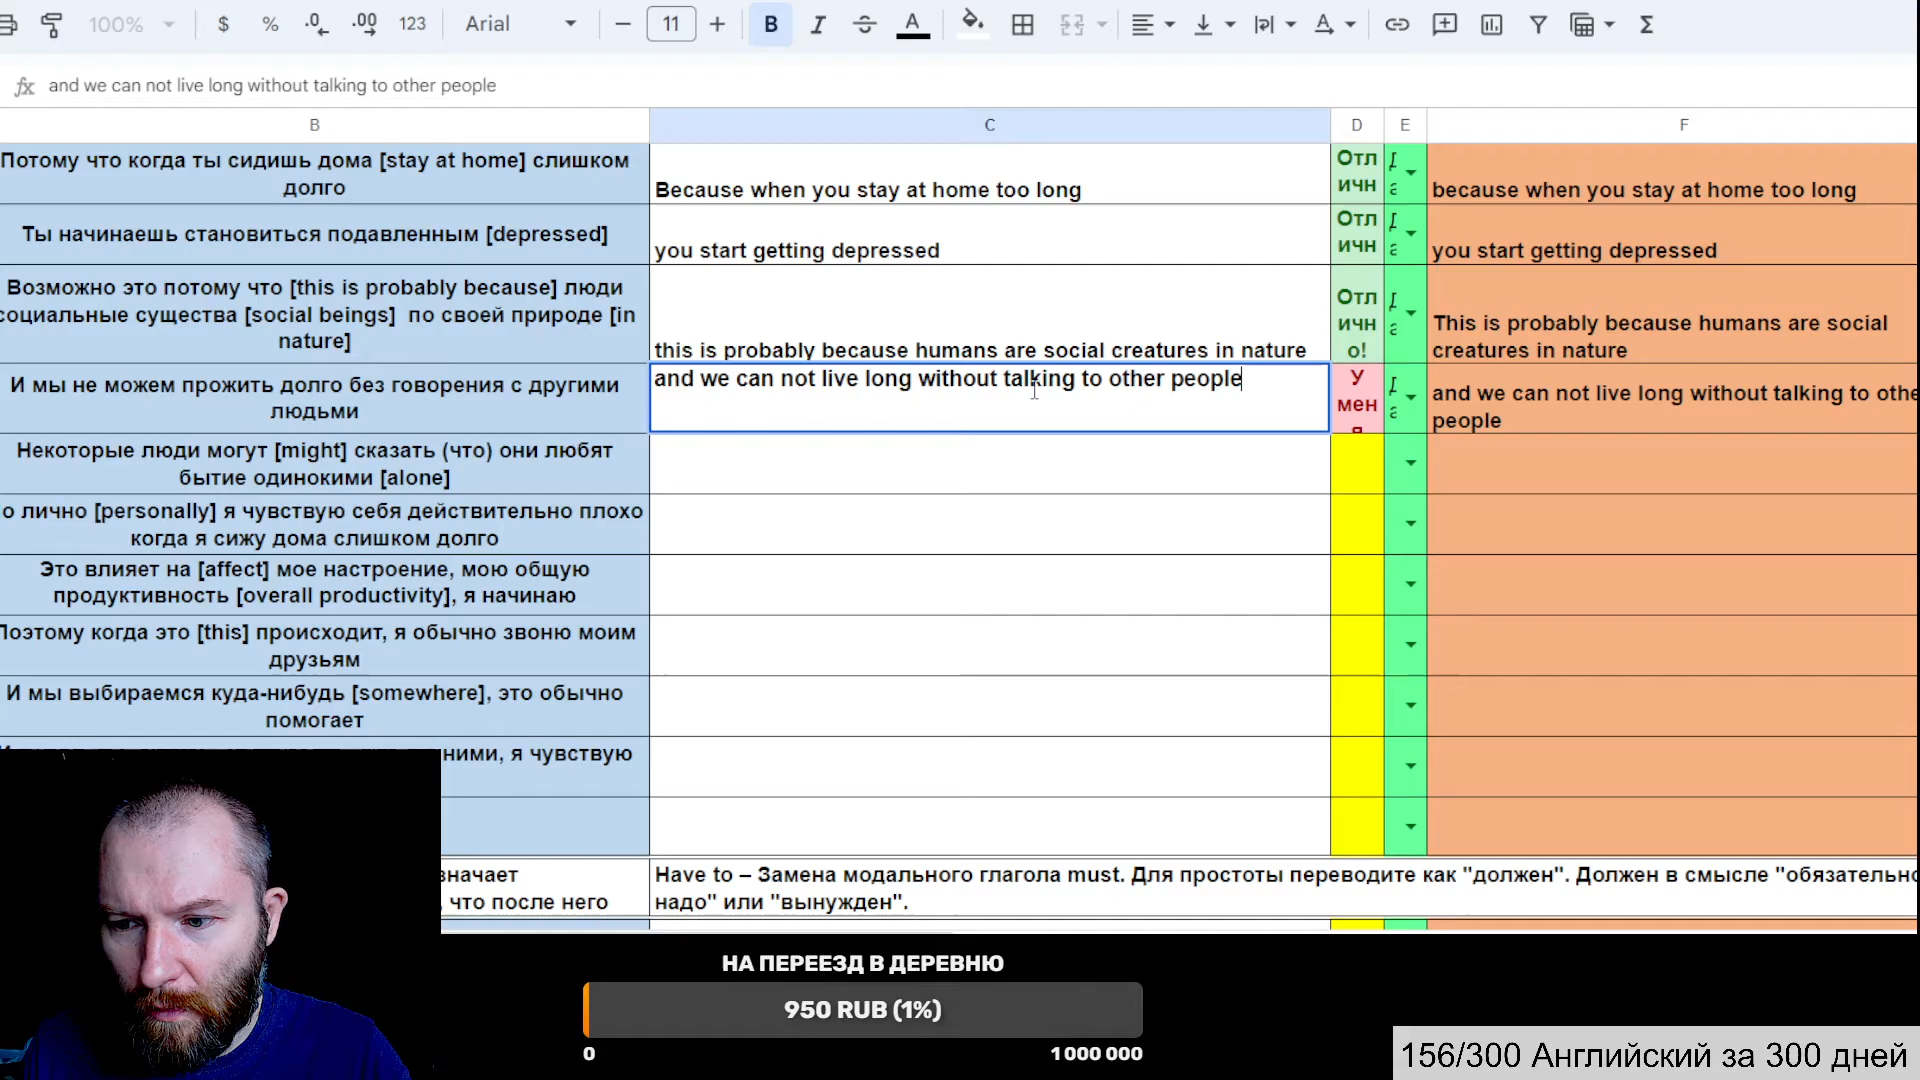 100%
$ % .0 .00 123 Arial 11 B I A Σ
fx and we can not live long without talking to other people
B C D E F
Потому что когда ты сидишь дома [stay at home] слишком
долго
Because when you stay at home too long
Отл
ичн
because when you stay at home too long
Ты начинаешь становиться подавленным [depressed]
you start getting depressed
Отл
ичн
you start getting depressed
Возможно это потому что [this is probably because] люди
социальные существа [social beings] по своей природе [in
nature]
this is probably because humans are social creatures in nature
Отл
ичн
о!
This is probably because humans are social
creatures in nature
И мы не можем прожить долго без говорения с другими
людьми
and we can not live long without talking to other people
У
мен
and we can not live long without talking to othe
people
Некоторые люди могут [might] сказать (что) они любят
бытие одинокими [alone]
о лично [personally] я чувствую себя действительно плохо
когда я сижу дома слишком долго
Это влияет на [affect] мое настроение, мою общую
продуктивность [overall productivity], я начинаю
Поэтому когда это [this] происходит, я обычно звоню моим
друзьям
И мы выбираемся куда-нибудь [somewhere], это обычно
помогает
ними, я чувствую
значает
, что после него
Have to – Замена модального глагола must. Для простоты переводите как "должен". Должен в смысле "обязательно
надо" или "вынужден".
НА ПЕРЕЕЗД В ДЕРЕВНЮ
950 RUB (1%)
0 1 000 000
156/300 Английский за 300 дней